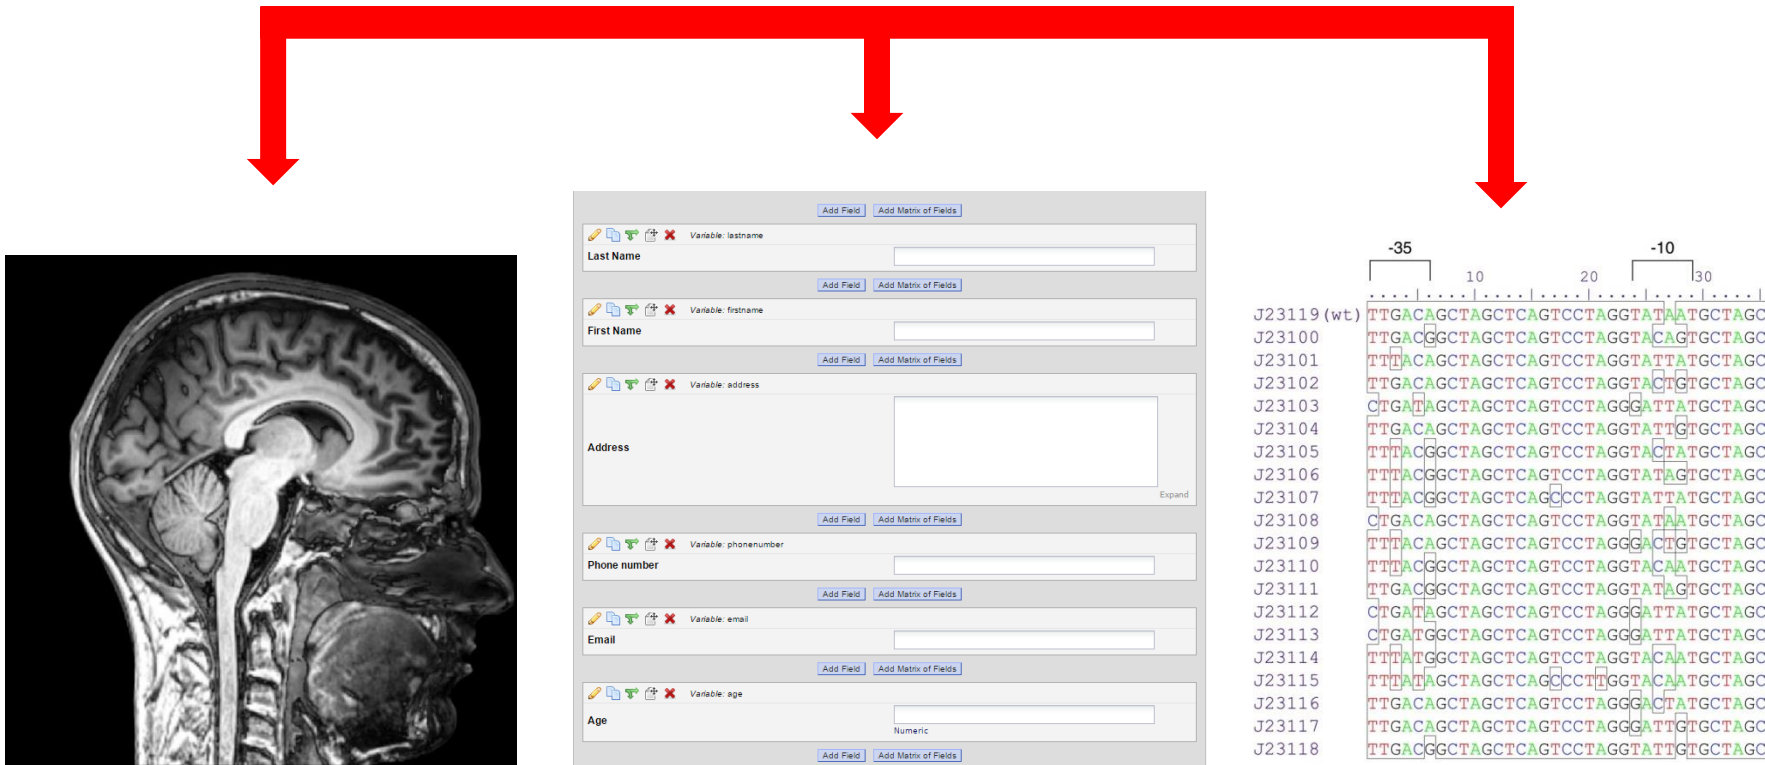 Add Field Add Matrix of Fields
Variable: lastname
Last Name
Add Field Add Matrix of Fields
Variable: firstname
First Name
Add Field Add Matrix of Fields
Variable: address
Address
Expand
Add Field Add Matrix of Fields
Variable: phonenumber
Phone number
Add Field Add Matrix of Fields
Variable: email
Email
Add Field Add Matrix of Fields
Variable: age
Age
Numeric
Add Field Add Matrix of Fields
-35 -10
10 20 30
J23119(wt) TTGACAGCTAGCTCAGTCCTAGGTATAATGCTAGC
J23100 TTGACGGCTAGCTCAGTCCTAGGTACAGTGCTAGC
J23101 TTTACAGCTAGCTCAGTCCTAGGTATTATGCTAGC
J23102 TTGACAGCTAGCTCAGTCCTAGGTACTGTGCTAGC
J23103 CTGATAGCTAGCTCAGTCCTAGGGATTATGCTAGC
J23104 TTGACAGCTAGCTCAGTCCTAGGTATTGTGCTAGC
J23105 TTTACGGCTAGCTCAGTCCTAGGTACTATGCTAGC
J23106 TTTACGGCTAGCTCAGTCCTAGGTATAGTGCTAGC
J23107 TTTACGGCTAGCTCAGCCCTAGGTATTATGCTAGC
J23108 CTGACAGCTAGCTCAGTCCTAGGTATAATGCTAGC
J23109 TTTACAGCTAGCTCAGTCCTAGGGACTGTGCTAGC
J23110 TTTACGGCTAGCTCAGTCCTAGGTACAATGCTAGC
J23111 TTGACGGCTAGCTCAGTCCTAGGTATAGTGCTAGC
J23112 CTGATAGCTAGCTCAGTCCTAGGGATTATGCTAGC
J23113 CTGATGGCTAGCTCAGTCCTAGGGATTATGCTAGC
J23114 TTTATGGCTAGCTCAGTCCTAGGTACAATGCTAGC
J23115 TTTATAGCTAGCTCAGCCCTTGGTACAATGCTAGC
J23116 TTGACAGCTAGCTCAGTCCTAGGGACTATGCTAGC
J23117 TTGACAGCTAGCTCAGTCCTAGGGATTGTGCTAGC
J23118 TTGACGGCTAGCTCAGTCCTAGGTATTGTGCTAGC